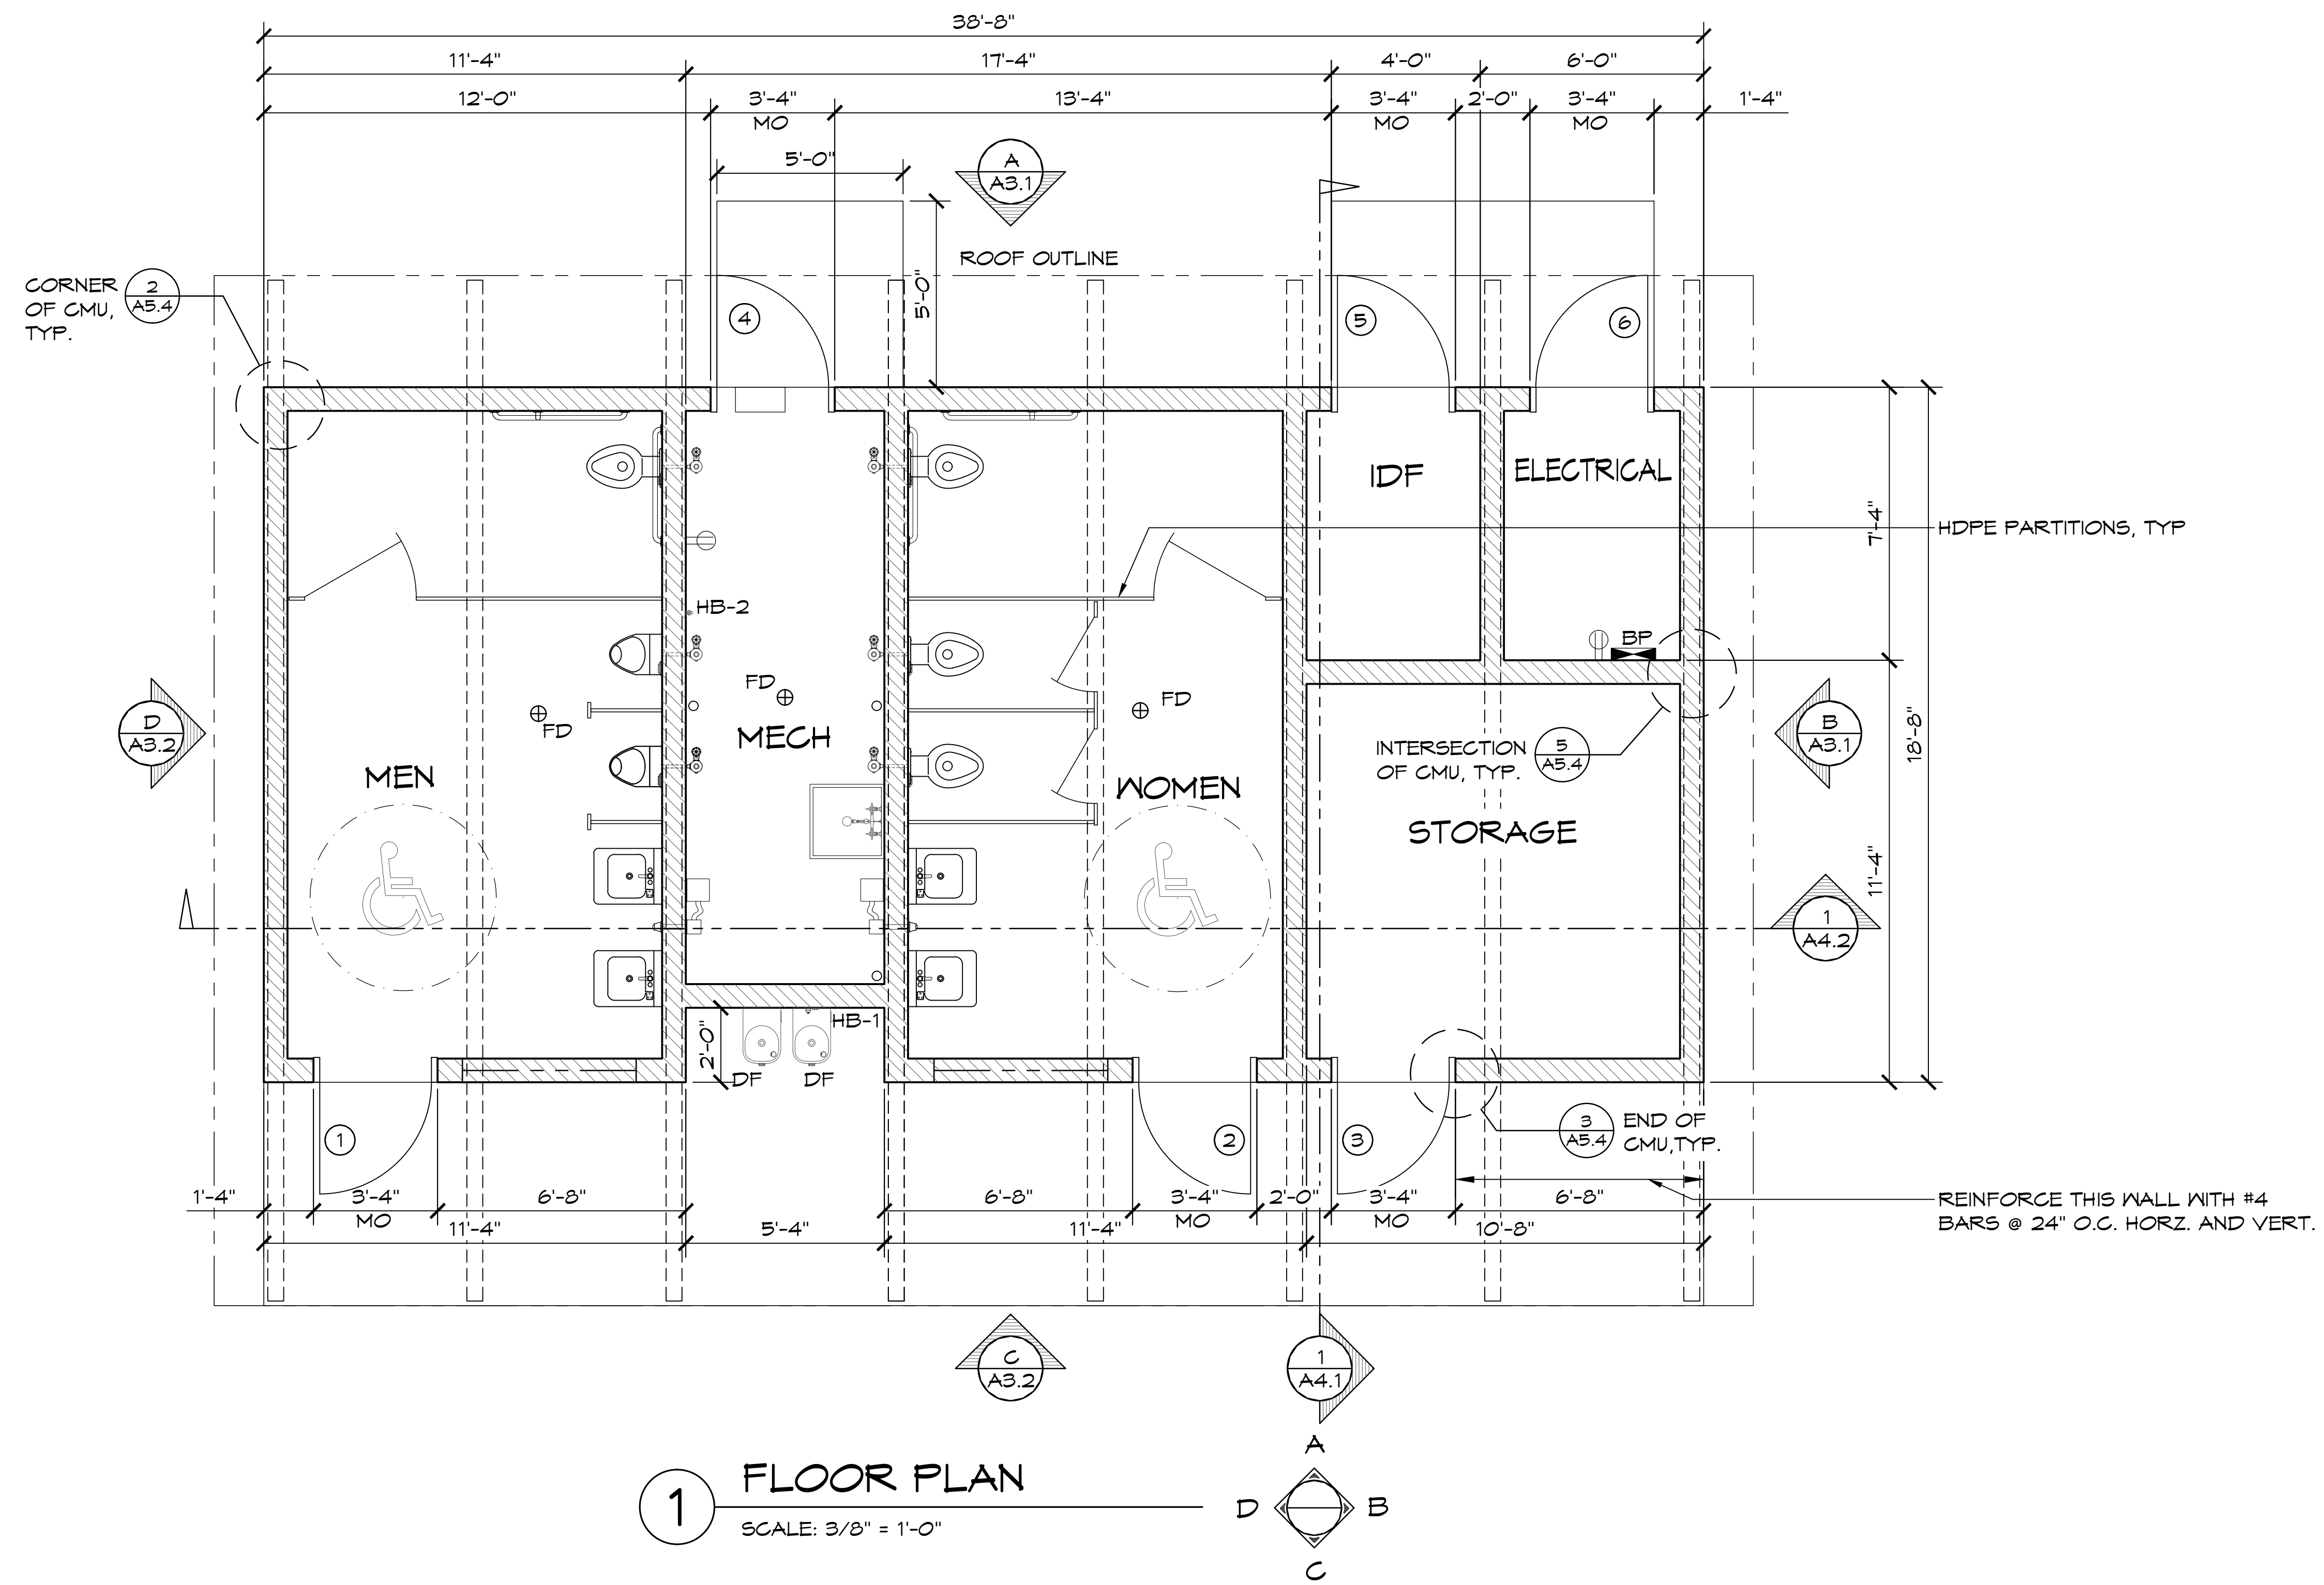 38'-8"
11'-4" 17'-4" 4'-0" 6'-0"
12'-0" 3'-4" 13'-4" 3'-4" 2'-0" 3'-4" 1'-4"
MO MO MO
5'-0"
A
A3.1
5'-0"
ROOF OUTLINE
CORNER
OF CMU,
TYP.
2
A5.4
4
5
6
IDF
ELECTRICAL
HDPE PARTITIONS, TYP
7'-4"
18'-8"
HB-2
BP
FD
FD
FD
MECH
MEN
WOMEN
D
A3.2
INTERSECTION
OF CMU, TYP.
5
A5.4
B
A3.1
STORAGE
11'-4"
1
A4.2
2'-0"
HB-1
DF DF
1
2
3
3
A5.4
END OF
CMU,TYP.
1'-4" 3'-4" 6'-8" 6'-8" 3'-4" 2'-0" 3'-4" 6'-8"
MO MO MO
11'-4" 5'-4" 11'-4" 10'-8"
REINFORCE THIS WALL WITH #4
BARS @ 24" O.C. HORZ. AND VERT.
C
A3.2
1
A4.1
1
FLOOR PLAN
SCALE: 3/8" = 1'-0"
A
D B
C